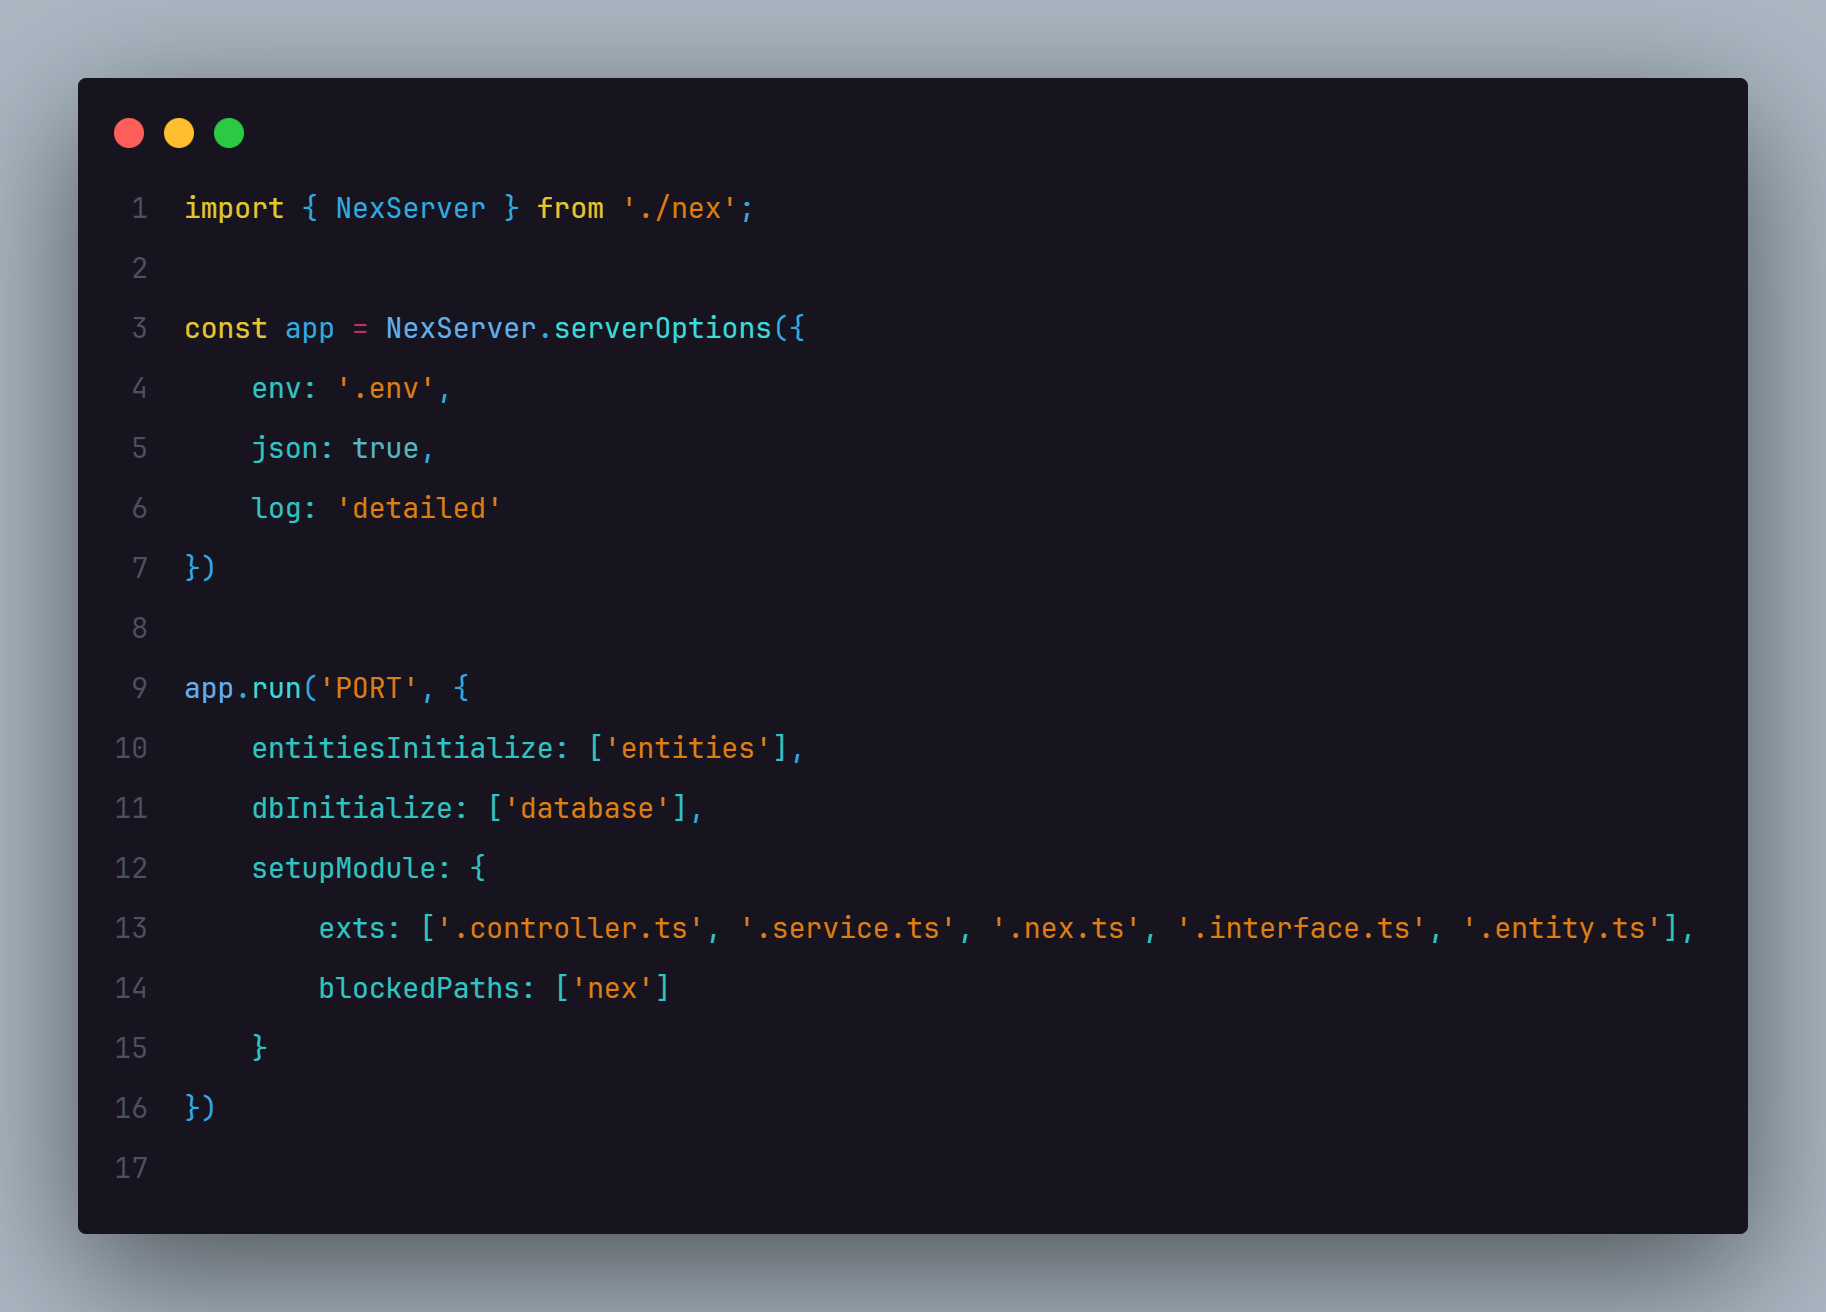 1 import { NexServer } from './nex';
2
3 const app = NexServer.serverOptions({
4     env: '.env',
5     json: true,
6     log: 'detailed'
7 })
8
9 app.run('PORT', {
10     entitiesInitialize: ['entities'],
11     dbInitialize: ['database'],
12     setupModule: {
13         exts: ['.controller.ts', '.service.ts', '.nex.ts', '.interface.ts', '.entity.ts'],
14         blockedPaths: ['nex']
15     }
16 })
17